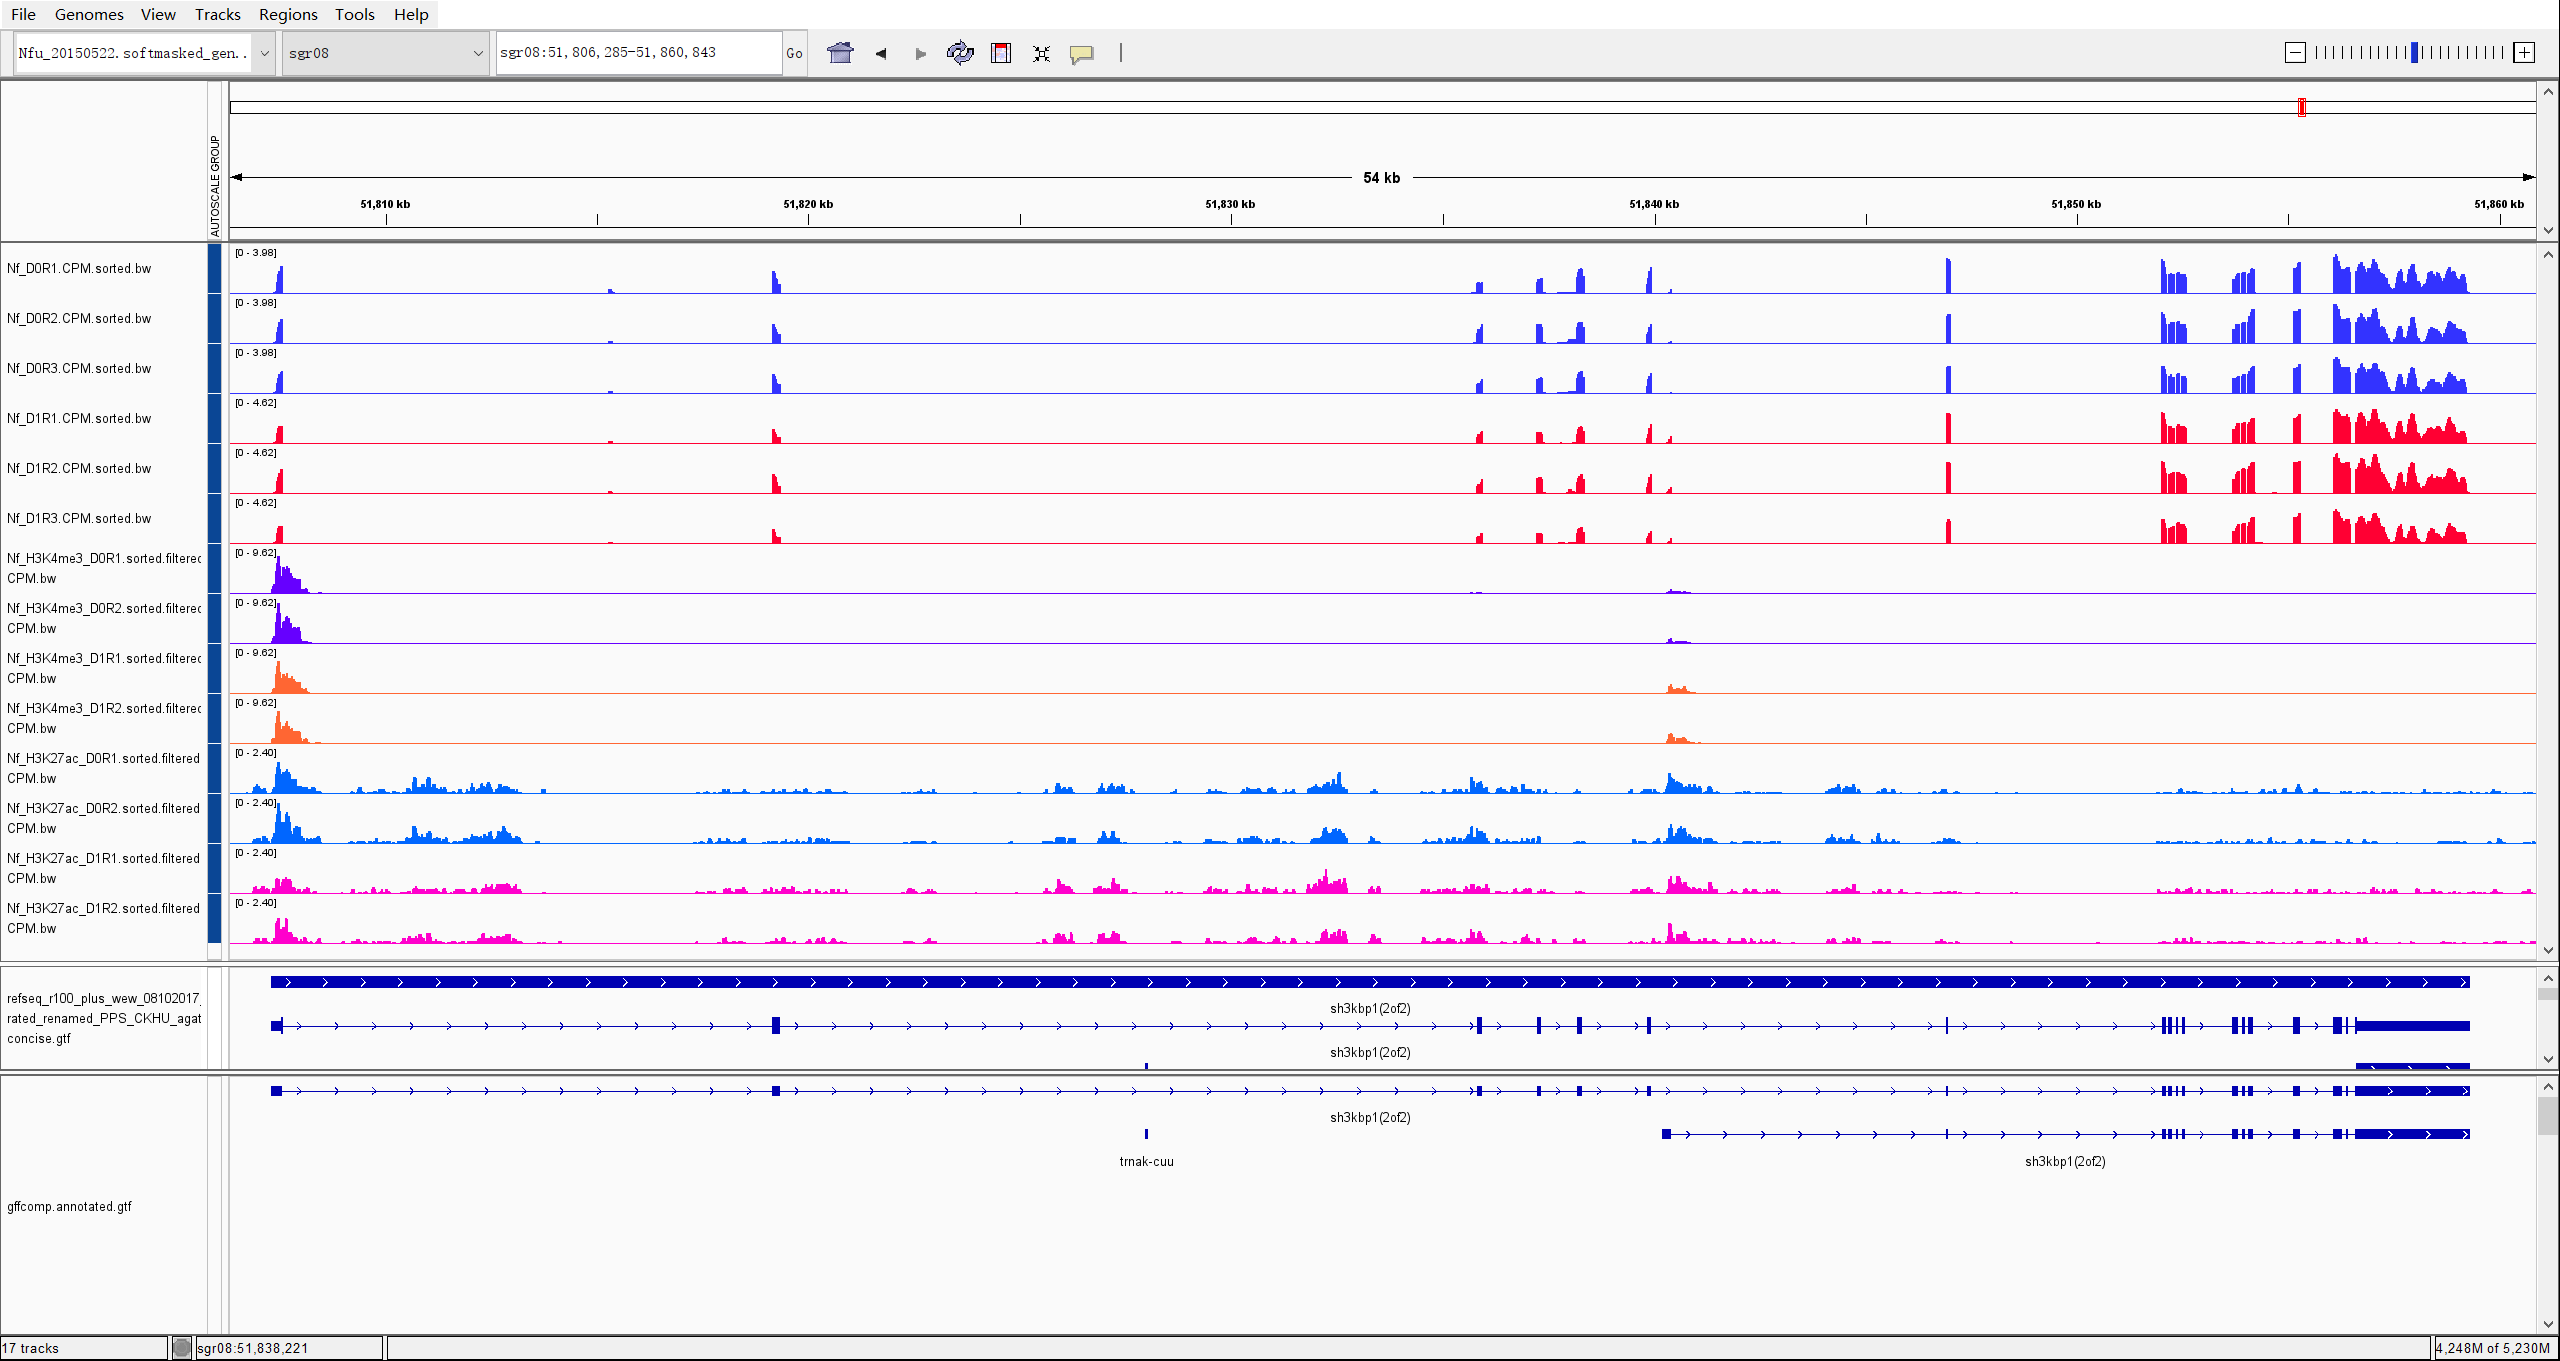 File Genomes View Tracks Regions Tools Help
Nfu_20150522.softmasked_gen.. sgr08 sgr08:51,806,285-51,860,843 Go
AUTOSCALE GROUP
54 kb
51,810 kb 51,820 kb 51,830 kb 51,840 kb 51,850 kb 51,860 kb
[0 - 3.98]
Nf_D0R1.CPM.sorted.bw
[0 - 3.98]
Nf_D0R2.CPM.sorted.bw
[0 - 3.98]
Nf_D0R3.CPM.sorted.bw
[0 - 4.62]
Nf_D1R1.CPM.sorted.bw
[0 - 4.62]
Nf_D1R2.CPM.sorted.bw
[0 - 4.62]
Nf_D1R3.CPM.sorted.bw
[0 - 9.62]
Nf_H3K4me3_D0R1.sorted.filtered
CPM.bw
[0 - 9.62]
Nf_H3K4me3_D0R2.sorted.filtered
CPM.bw
[0 - 9.62]
Nf_H3K4me3_D1R1.sorted.filtered
CPM.bw
[0 - 9.62]
Nf_H3K4me3_D1R2.sorted.filtered
CPM.bw
[0 - 2.40]
Nf_H3K27ac_D0R1.sorted.filtered
CPM.bw
[0 - 2.40]
Nf_H3K27ac_D0R2.sorted.filtered
CPM.bw
[0 - 2.40]
Nf_H3K27ac_D1R1.sorted.filtered
CPM.bw
[0 - 2.40]
Nf_H3K27ac_D1R2.sorted.filtered
CPM.bw
refseq_r100_plus_wew_08102017_
rated_renamed_PPS_CKHU_agat
concise.gtf
sh3kbp1(2of2)
sh3kbp1(2of2)
sh3kbp1(2of2)
trnak-cuu sh3kbp1(2of2)
gffcomp.annotated.gtf
17 tracks sgr08:51,838,221 4,248M of 5,230M